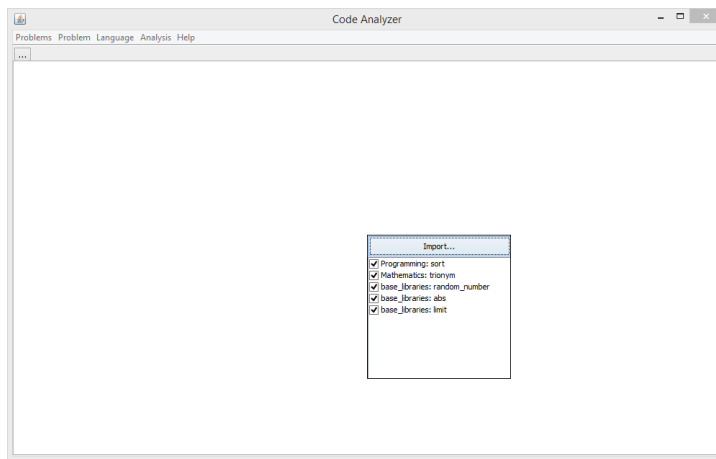 Code Analyzer
Problems Problem Language Analysis Help
...
Import...
Programming: sort
Mathematics: trionym
base_libraries: random_number
base_libraries: abs
base_libraries: limit